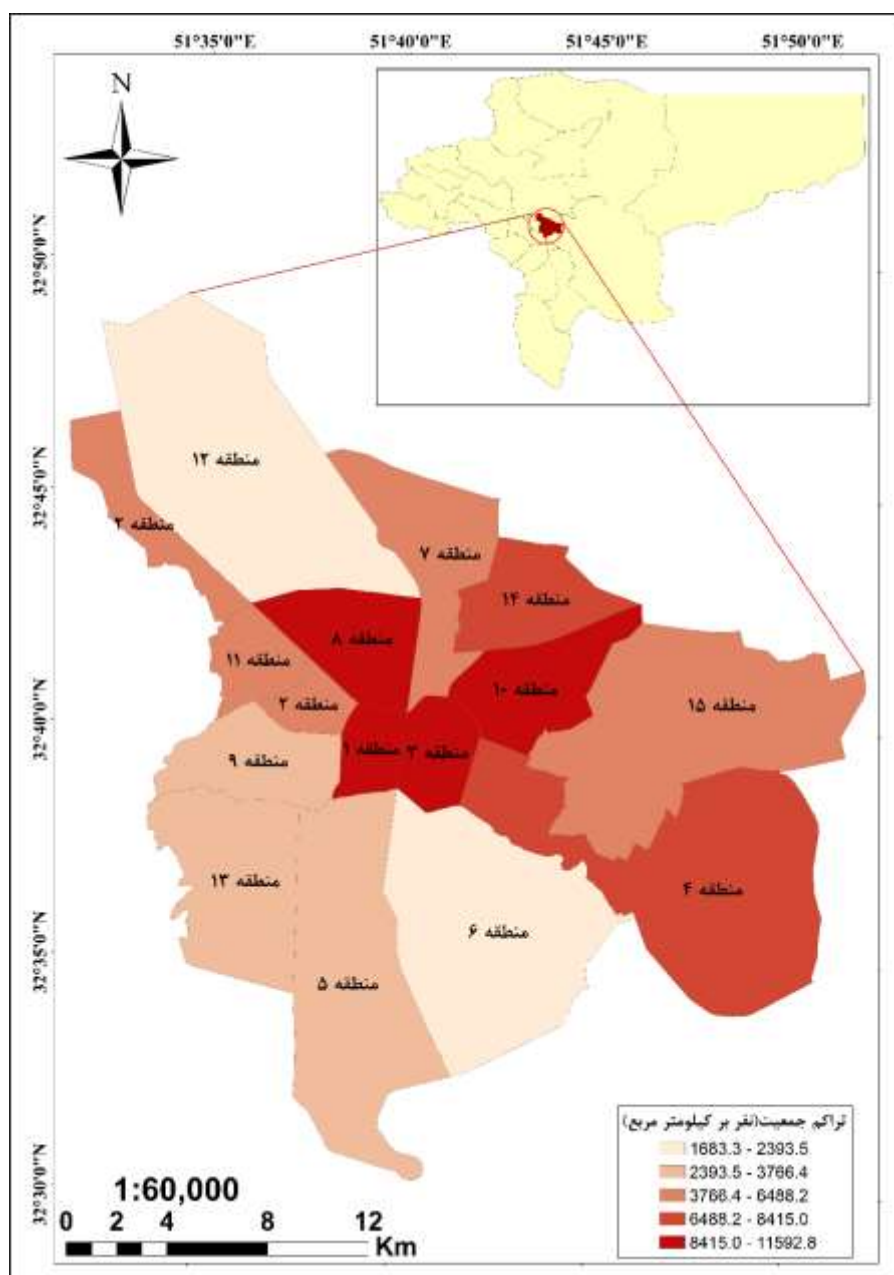 51°35'0"E 51°40'0"E 51°45'0"E 51°50'0"E
N
32°50'0"N
32°45'0"N
32°40'0"N
32°35'0"N
32°30'0"N
منطقه ۱۲
منطقه ۲
منطقه ۷
منطقه ۱۴
منطقه ۸
منطقه ۱۱
منطقه ۱۰
منطقه ۲
منطقه ۱۵
منطقه ۱
منطقه ۳
منطقه ۹
منطقه ۱۳
منطقه ۴
منطقه ۶
منطقه ۵
تراکم جمعیت(نفر بر کیلومتر مربع)
1683.3 - 2393.5
2393.5 - 3766.4
3766.4 - 6488.2
6488.2 - 8415.0
8415.0 - 11592.8
1:60,000
0 2 4 8 12
Km